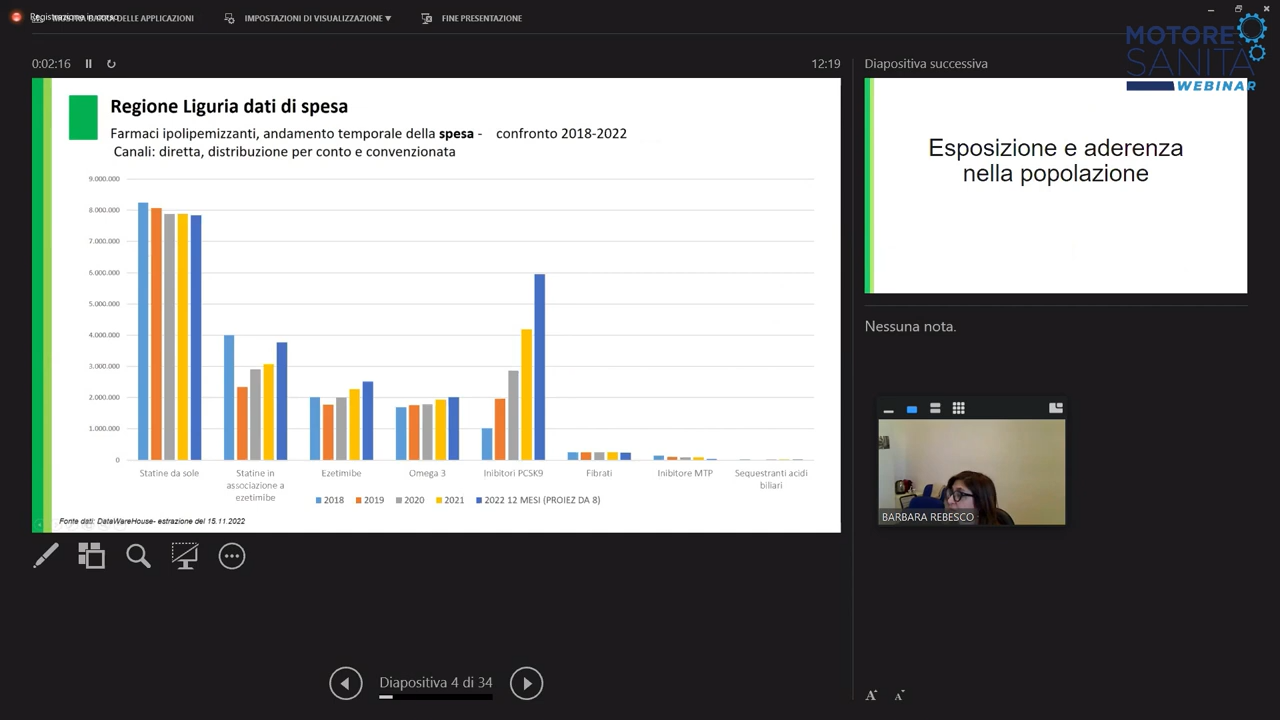 Registrazione in corso
MOSTRA BARRA DELLE APPLICAZIONI
IMPOSTAZIONI DI VISUALIZZAZIONE ▼
FINE PRESENTAZIONE
MOTORE
SANITÀ
WEBINAR
0:02:16
12:19
Diapositiva successiva
Regione Liguria dati di spesa
Farmaci ipolipemizzanti, andamento temporale della spesa - confronto 2018-2022
Canali: diretta, distribuzione per conto e convenzionata
9.000.000
8.000.000
7.000.000
6.000.000
5.000.000
4.000.000
3.000.000
2.000.000
1.000.000
0
Statine da sole
Statine in
associazione a
ezetimibe
Ezetimibe
Omega 3
Inibitori PCSK9
Fibrati
Inibitore MTP
Sequestranti acidi
biliari
2018 2019 2020 2021 2022 12 MESI (PROIEZ DA 8)
Fonte dati: DataWareHouse- estrazione del 15.11 2022
Esposizione e aderenza
nella popolazione
Nessuna nota.
BARBARA REBESCO
Diapositiva 4 di 34
A A